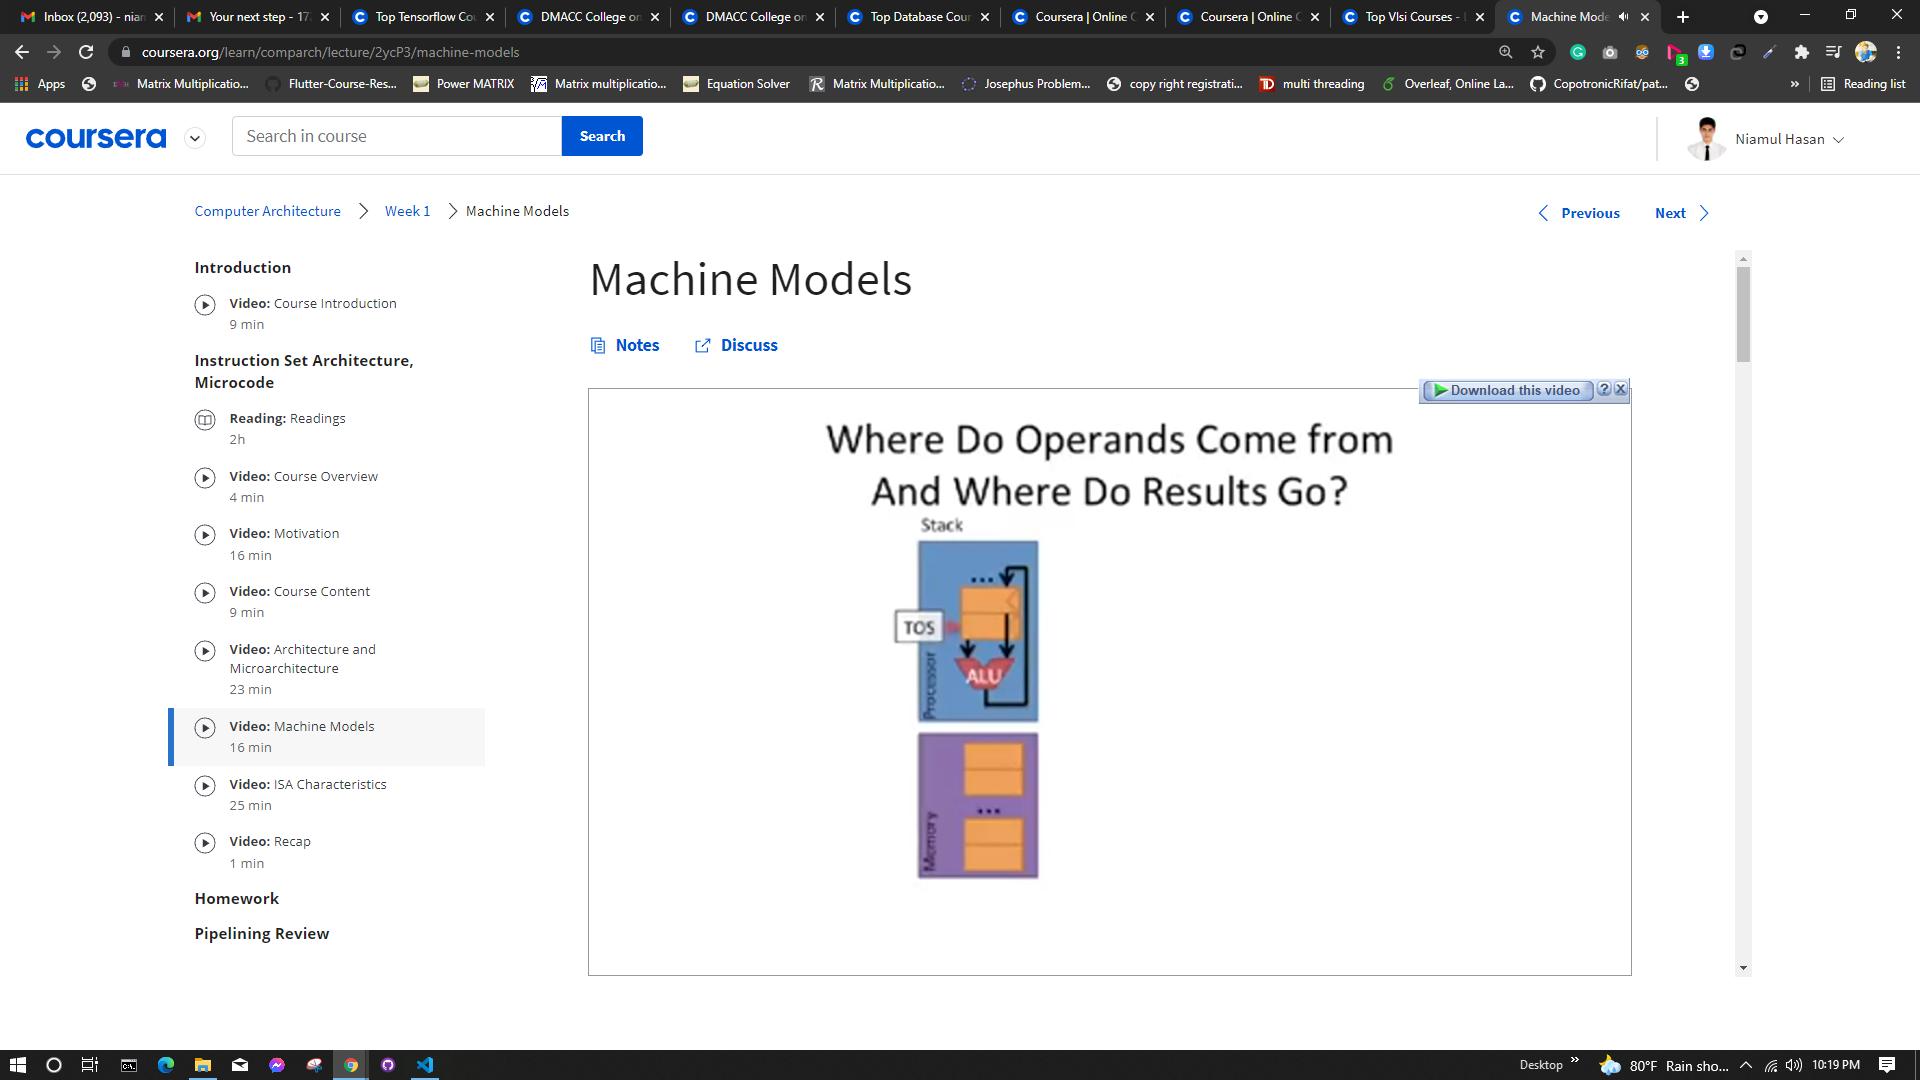 Inbox (2,093) - nian
Your next step - 173
Top Tensorflow Cou
DMACC College on
DMACC College on
Top Database Cour
Coursera | Online C
Coursera | Online C
Top Vlsi Courses - L
Machine Mode
coursera.org/learn/comparch/lecture/2ycP3/machine-models
3
Apps
Matrix Multiplicatio...
Flutter-Course-Res...
Power MATRIX
Matrix multiplicatio...
Equation Solver
Matrix Multiplicatio...
Josephus Problem...
copy right registrati...
multi threading
Overleaf, Online La...
CopotronicRifat/pat...
»
Reading list
coursera
Search in course
Search
Niamul Hasan
Computer Architecture
Week 1
Machine Models
Previous
Next
Introduction
Video: Course Introduction
9 min
Instruction Set Architecture,
Microcode
Reading: Readings
2h
Video: Course Overview
4 min
Video: Motivation
16 min
Video: Course Content
9 min
Video: Architecture and
Microarchitecture
23 min
Video: Machine Models
16 min
Video: ISA Characteristics
25 min
Video: Recap
1 min
Homework
Pipelining Review
Machine Models
Notes
Discuss
Download this video
?
Where Do Operands Come from
And Where Do Results Go?
Stack
...
TOS
ALU
Processor
...
Memory
Desktop
»
80°F Rain sho...
10:19 PM